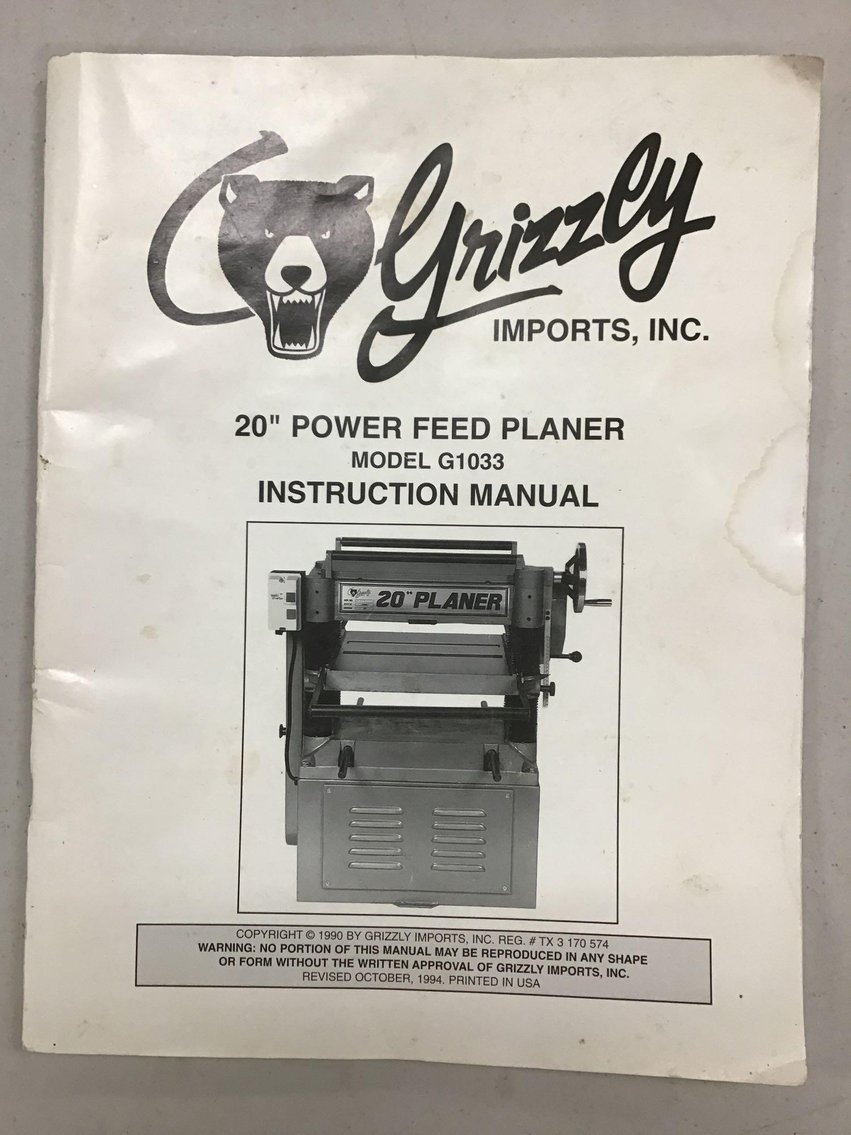 Grizzly
IMPORTS, INC.
20" POWER FEED PLANER
MODEL G1033
INSTRUCTION MANUAL
20" PLANER
COPYRIGHT © 1990 BY GRIZZLY IMPORTS, INC. REG. # TX 3 170 574
WARNING: NO PORTION OF THIS MANUAL MAY BE REPRODUCED IN ANY SHAPE
OR FORM WITHOUT THE WRITTEN APPROVAL OF GRIZZLY IMPORTS, INC.
REVISED OCTOBER, 1994. PRINTED IN USA